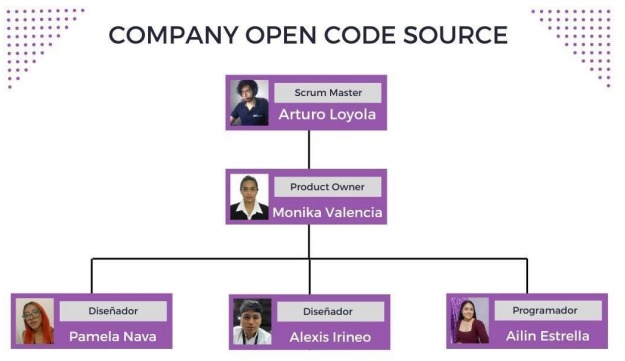 COMPANY OPEN CODE SOURCE
Scrum Master
Arturo Loyola
Product Owner
Monika Valencia
Diseñador
Pamela Nava
Diseñador
Alexis Irineo
Programador
Ailin Estrella